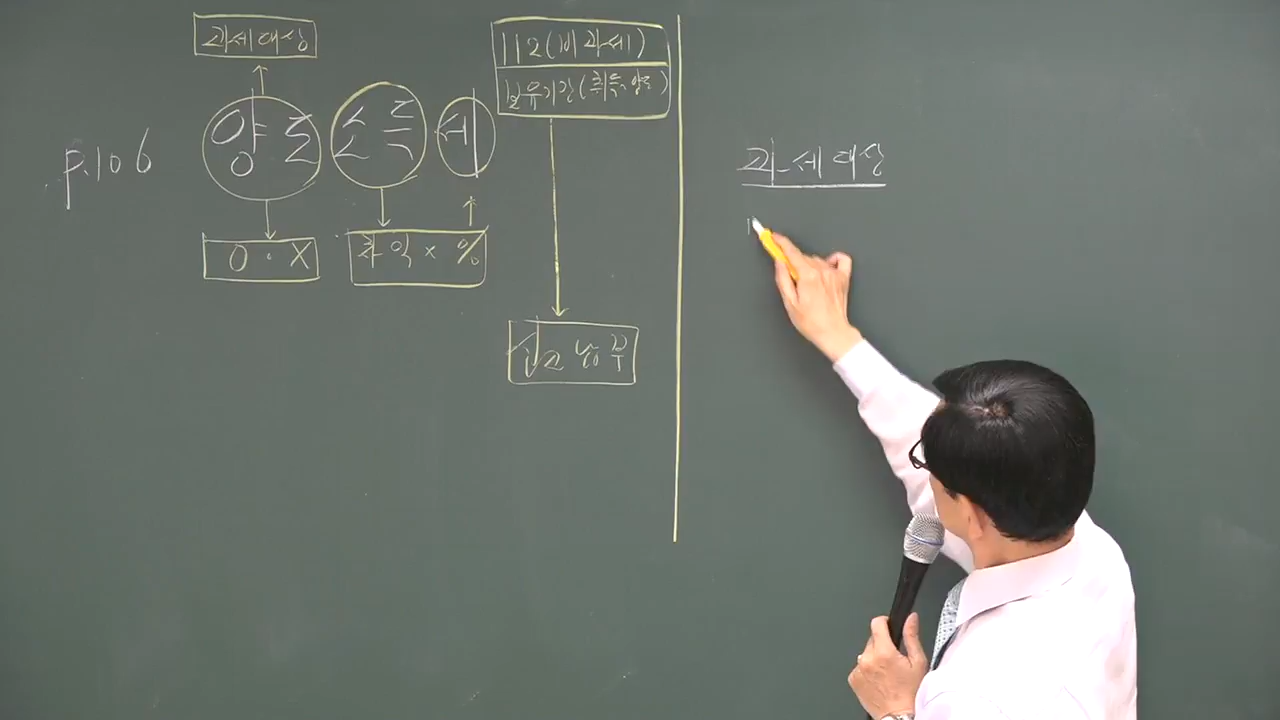 과세대상
p.106
양도 소득 세
112(비과세)
보유기간(취득~양도)
O · X
차익 × %
신고 납부
과세대상